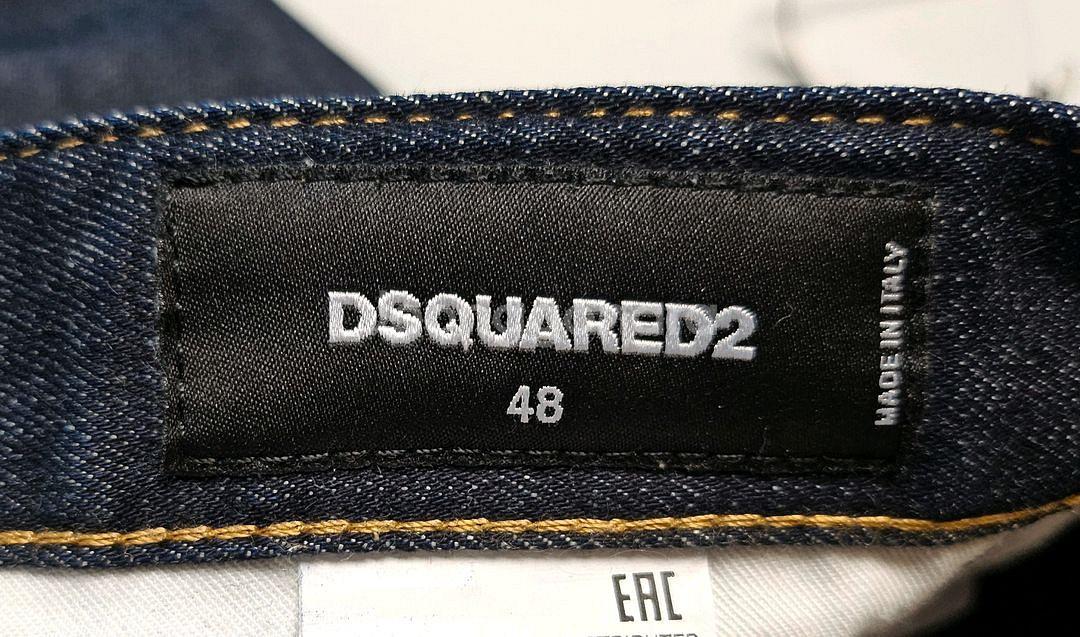 DSQUARED2
48
MADE IN ITALY
EAC